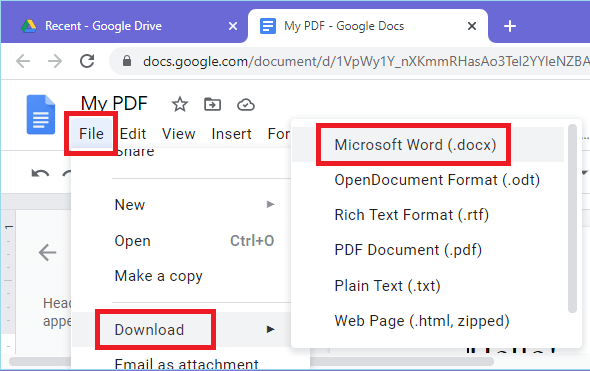 Recent - Google Drive
My PDF - Google Docs
docs.google.com/document/d/1VpWy1Y_nXKmmRHasAo3Tel2YYleNZBA
My PDF
File Edit View Insert For
Share
New
Open Ctrl+O
Make a copy
Download
Email as attachment
Microsoft Word (.docx)
OpenDocument Format (.odt)
Rich Text Format (.rtf)
PDF Document (.pdf)
Plain Text (.txt)
Web Page (.html, zipped)
Head
appe
Hello!